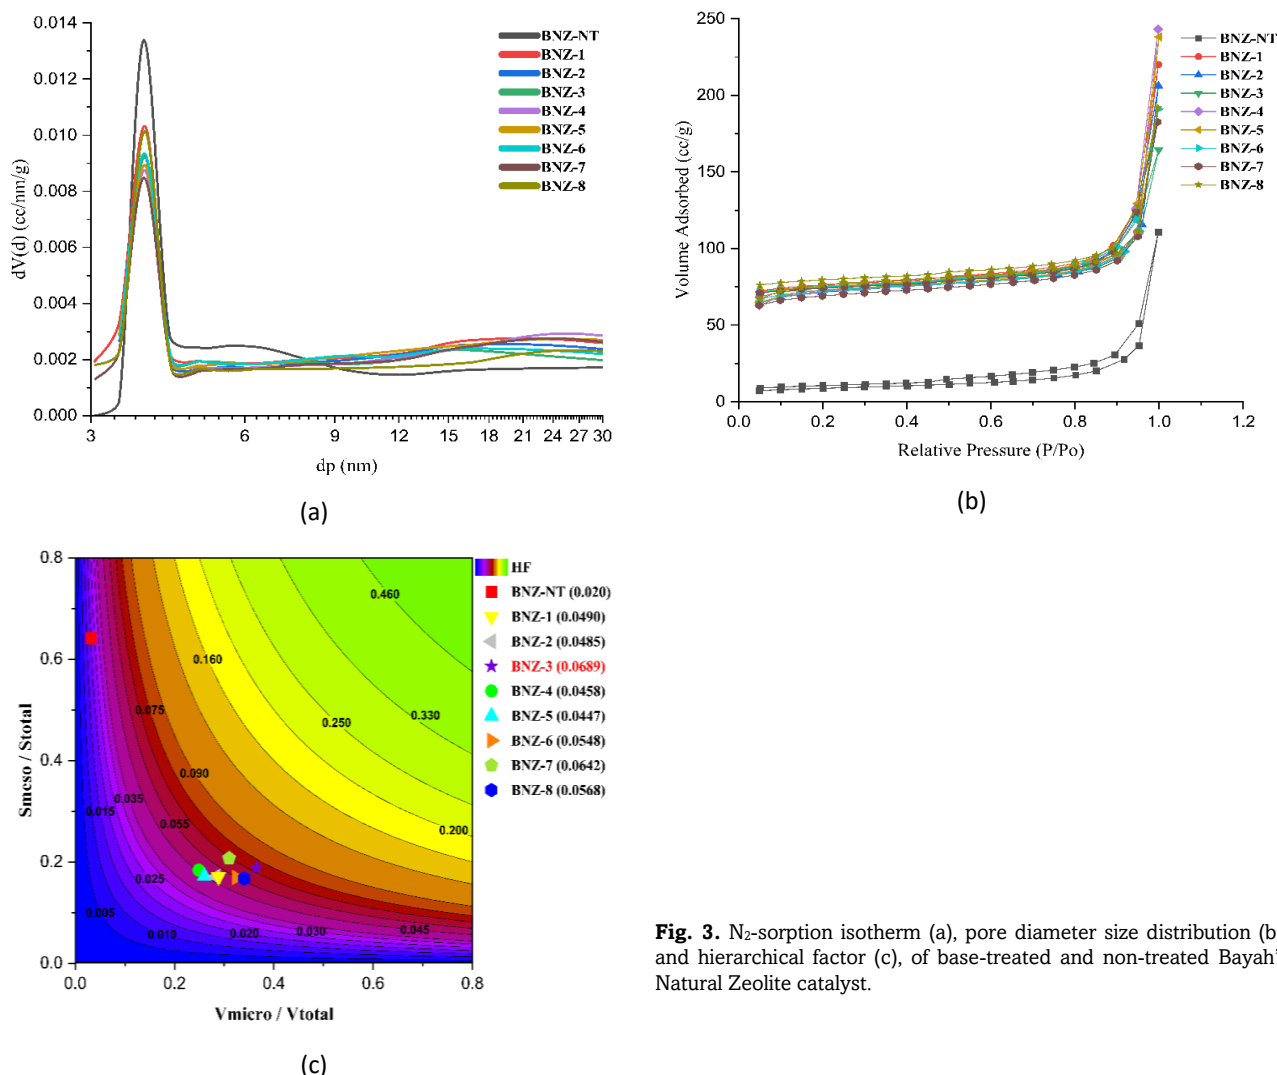 0.014
0.012
0.010
0.008
0.006
0.004
0.002
0.000
dV(d) (cc/nm/g)
3 6 9 12 15 18 21 24 27 30
dp (nm)
BNZ-NT
BNZ-1
BNZ-2
BNZ-3
BNZ-4
BNZ-5
BNZ-6
BNZ-7
BNZ-8
(a)
250
200
150
100
50
0
Volume Adsorbed (cc/g)
0.0 0.2 0.4 0.6 0.8 1.0 1.2
Relative Pressure (P/Po)
BNZ-NT
BNZ-1
BNZ-2
BNZ-3
BNZ-4
BNZ-5
BNZ-6
BNZ-7
BNZ-8
(b)
0.8
0.6
0.4
0.2
0.0
Smeso / Stotal
0.0 0.2 0.4 0.6 0.8
Vmicro / Vtotal
0.460
0.160
0.330
0.075
0.250
0.090
0.035
0.015
0.055
0.200
0.025
0.005
0.010
0.020
0.030
0.045
HF
BNZ-NT (0.020)
BNZ-1 (0.0490)
BNZ-2 (0.0485)
BNZ-3 (0.0689)
BNZ-4 (0.0458)
BNZ-5 (0.0447)
BNZ-6 (0.0548)
BNZ-7 (0.0642)
BNZ-8 (0.0568)
(c)
Fig. 3. N₂-sorption isotherm (a), pore diameter size distribution (b
and hierarchical factor (c), of base-treated and non-treated Bayah'
Natural Zeolite catalyst.